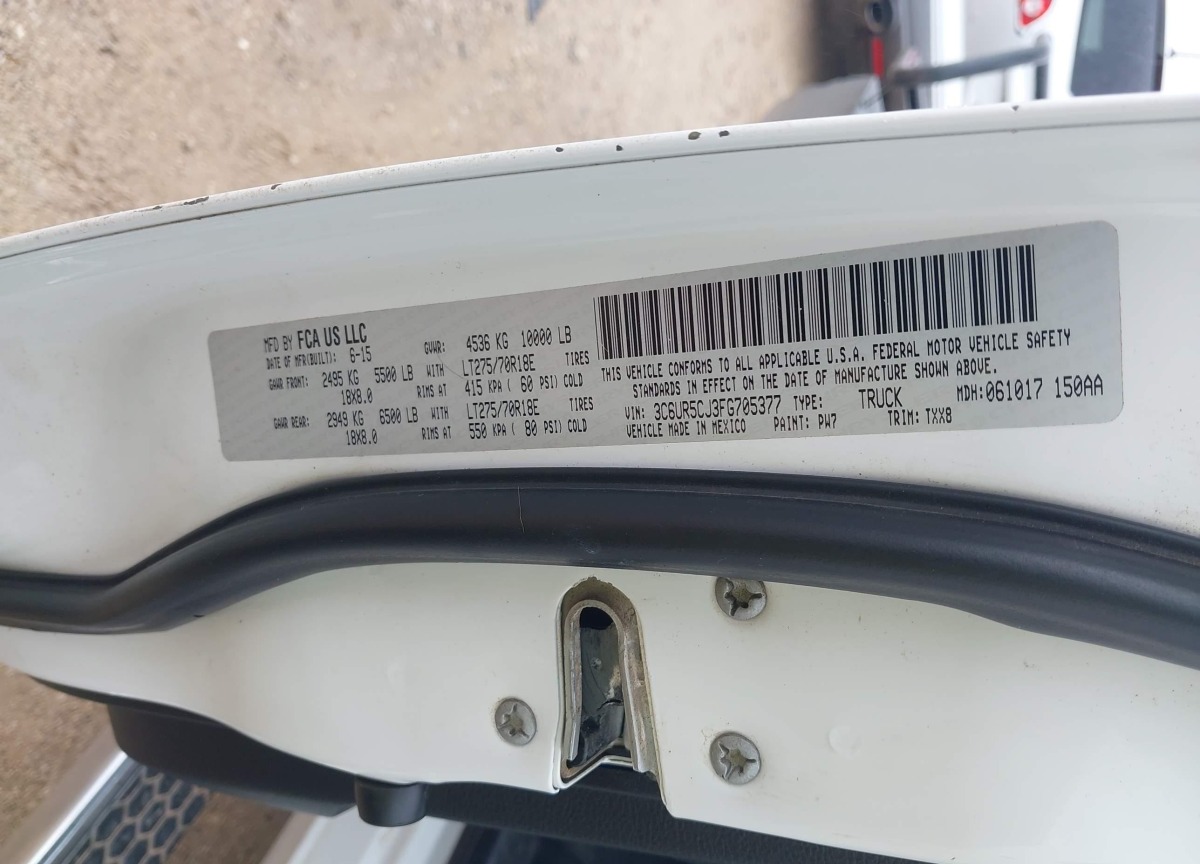 MFD BY FCA US LLC
DATE OF MFR(BUILT): 6-15 GVWR: 4536 KG 10000 LB
GAWR FRONT: 2495 KG 5500 LB WITH LT275/70R18E TIRES
18X8.0 RIMS AT 415 KPA ( 60 PSI) COLD
GAWR REAR: 2949 KG 6500 LB WITH LT275/70R18E TIRES
18X8.0 RIMS AT 550 KPA ( 80 PSI) COLD
THIS VEHICLE CONFORMS TO ALL APPLICABLE U.S.A. FEDERAL MOTOR VEHICLE SAFETY
STANDARDS IN EFFECT ON THE DATE OF MANUFACTURE SHOWN ABOVE.
VIN: 3C6UR5CJ3FG705377 TYPE: TRUCK MDH:061017 150AA
VEHICLE MADE IN MEXICO PAINT: PW7 TRIM: TXX8